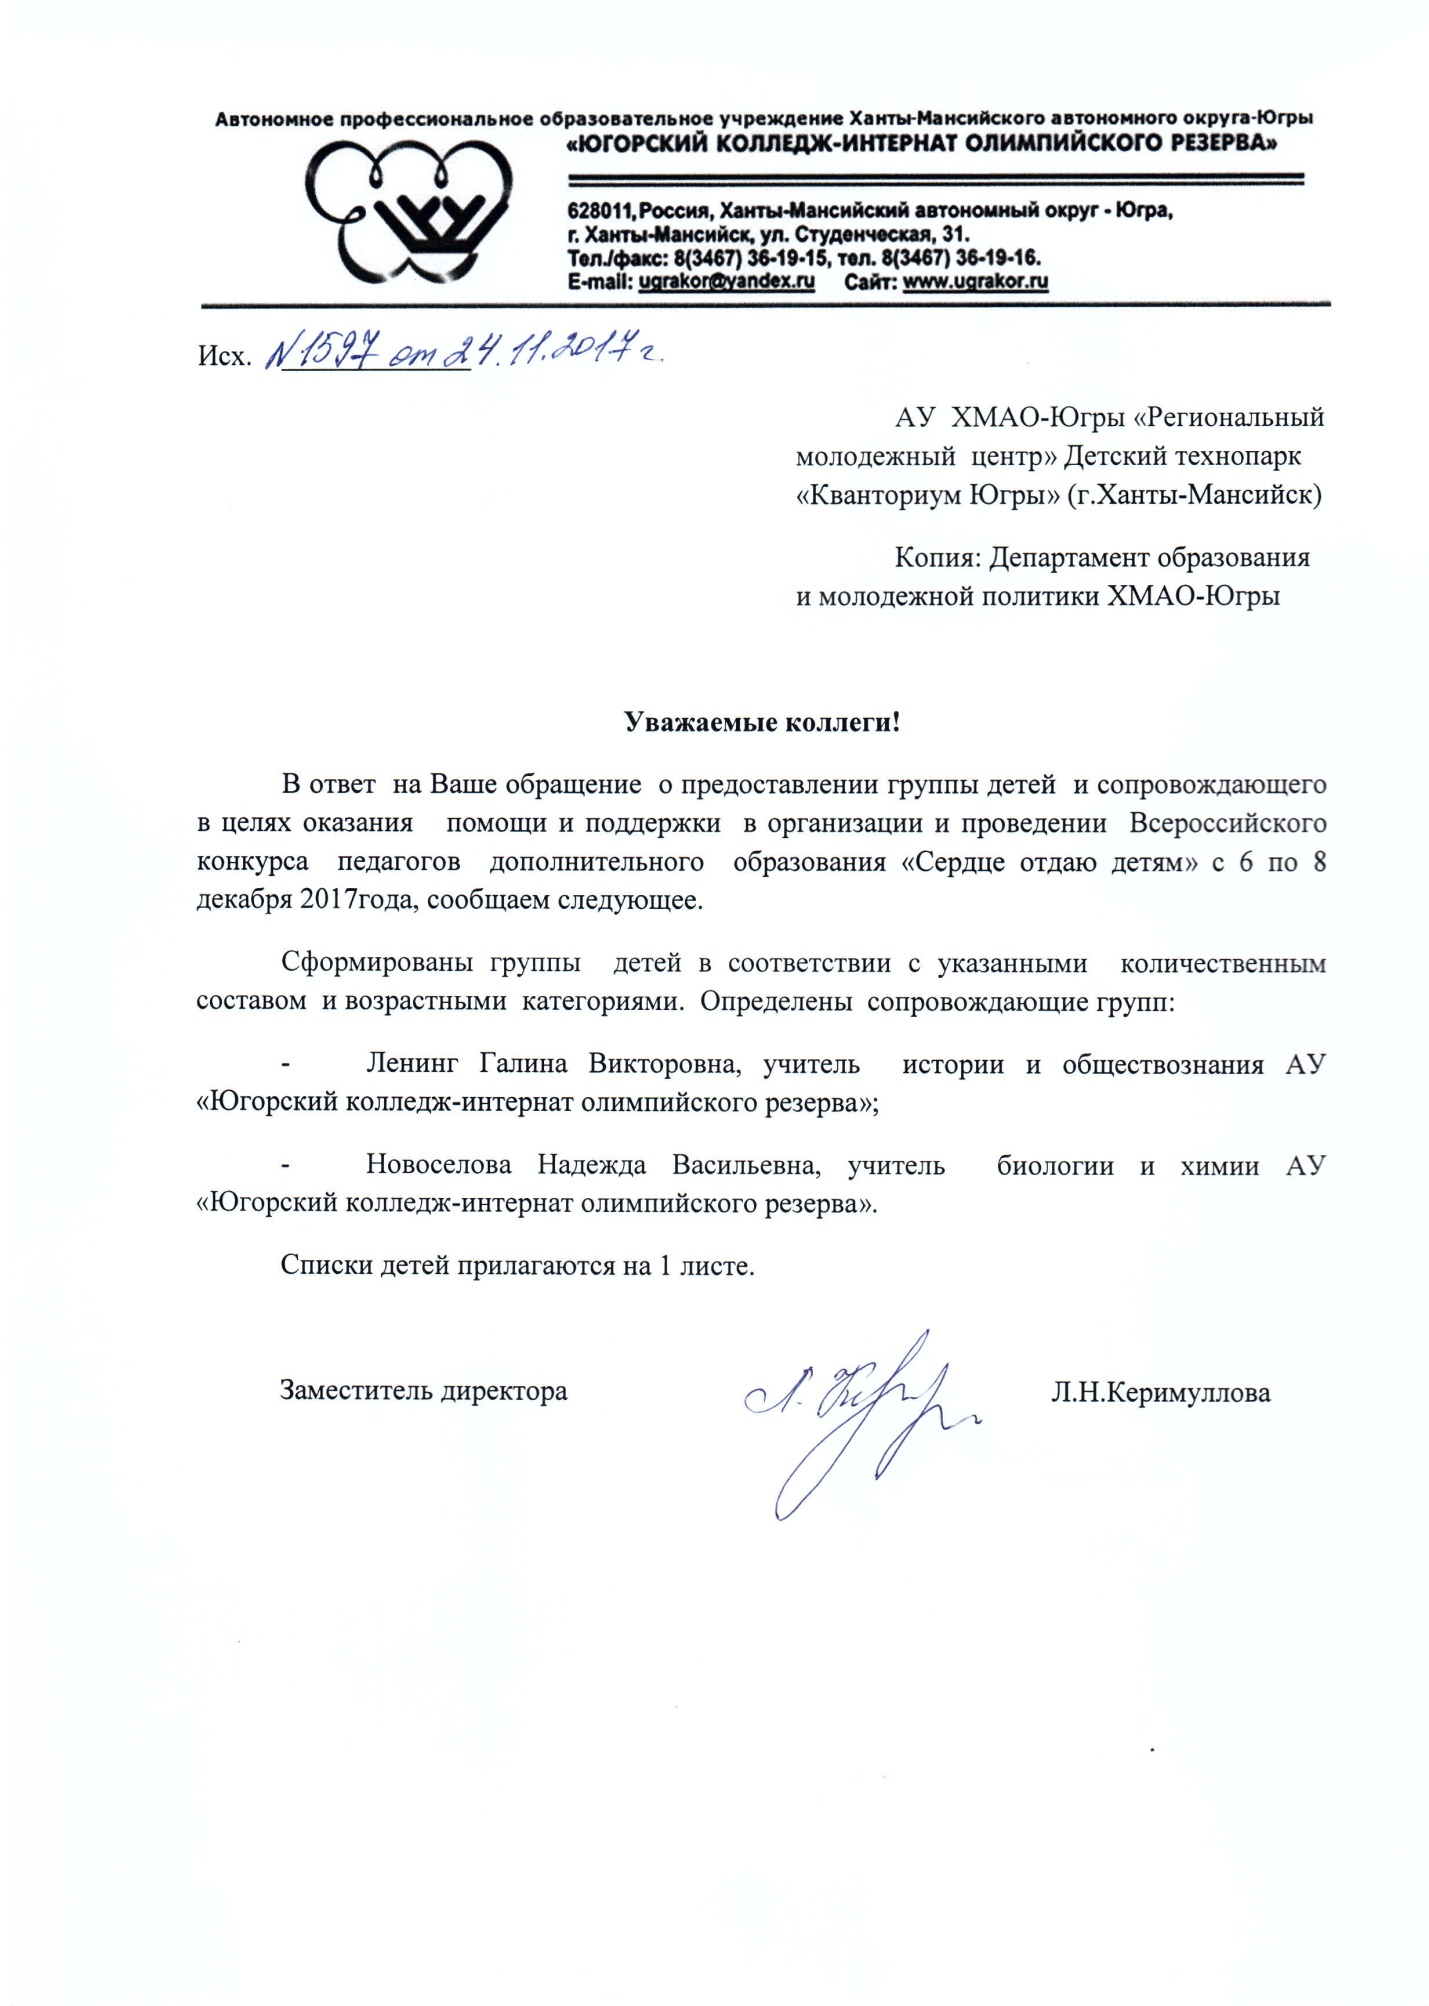 Автономное профессиональное образовательное учреждение Ханты-Мансийского автономного округа-Югры
«ЮГОРСКИЙ КОЛЛЕДЖ-ИНТЕРНАТ ОЛИМПИЙСКОГО РЕЗЕРВА»
628011,Россия, Ханты-Мансийский автономный округ - Югра,
г. Ханты-Мансийск, ул. Студенческая, 31.
Тел./факс: 8(3467) 36-19-15, тел. 8(3467) 36-19-16.
E-mail: ugrakor@yandex.ru Сайт: www.ugrakor.ru
Исх. N1597 от 24.11.2017 г.
АУ ХМАО-Югры «Региональный
молодежный центр» Детский технопарк
«Кванториум Югры» (г.Ханты-Мансийск)
Копия: Департамент образования
и молодежной политики ХМАО-Югры
Уважаемые коллеги!
В ответ на Ваше обращение о предоставлении группы детей и сопровождающего
в целях оказания помощи и поддержки в организации и проведении Всероссийского
конкурса педагогов дополнительного образования «Сердце отдаю детям» с 6 по 8
декабря 2017года, сообщаем следующее.
Сформированы группы детей в соответствии с указанными количественным
составом и возрастными категориями. Определены сопровождающие групп:
- Ленинг Галина Викторовна, учитель истории и обществознания АУ
«Югорский колледж-интернат олимпийского резерва»;
- Новоселова Надежда Васильевна, учитель биологии и химии АУ
«Югорский колледж-интернат олимпийского резерва».
Списки детей прилагаются на 1 листе.
Заместитель директора Л.Н.Керимуллова